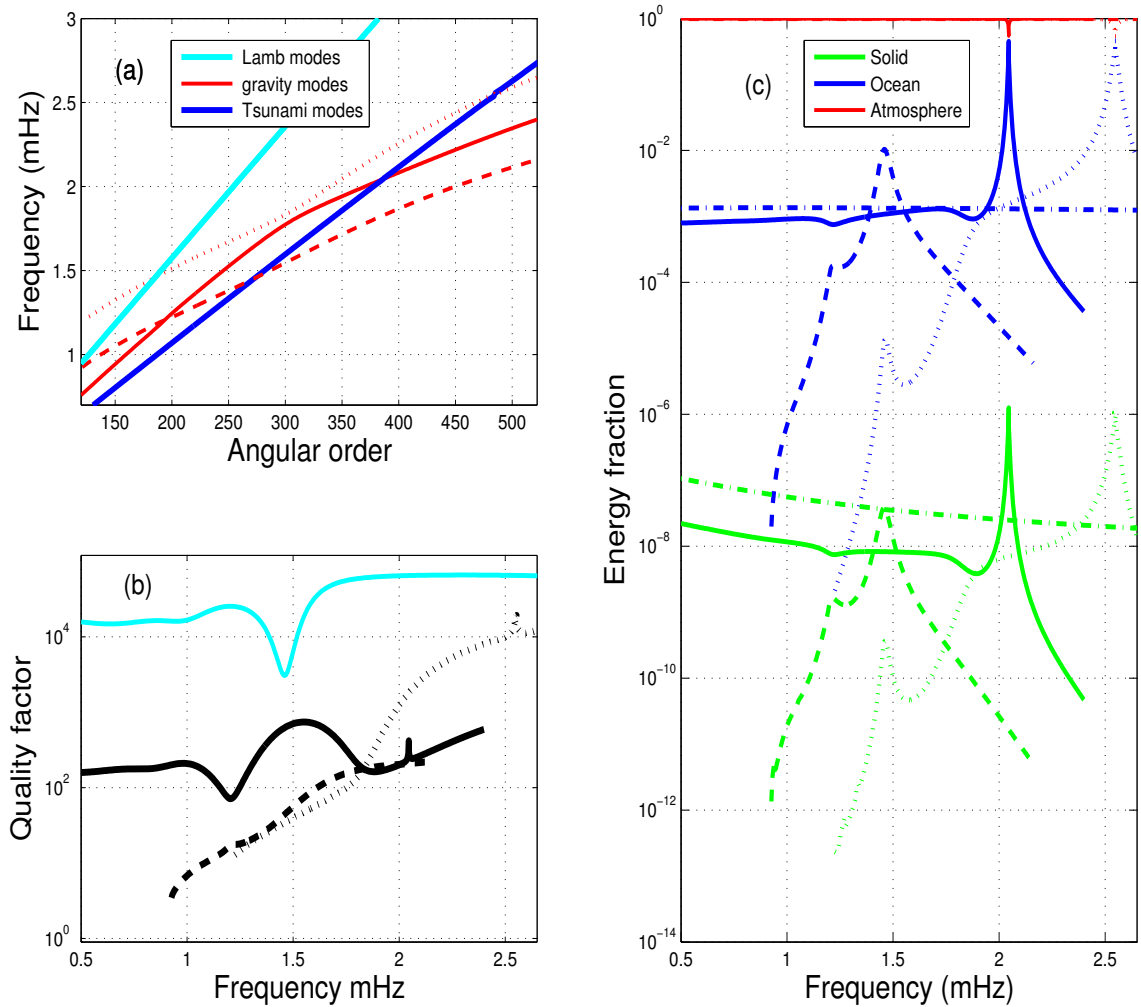 (a)
Lamb modes
gravity modes
Tsunami modes
Frequency (mHz)
3
2.5
2
1.5
1
150 200 250 300 350 400 450 500
Angular order
(b)
Quality factor
10^4
10^2
10^0
0.5 1 1.5 2 2.5
Frequency mHz
(c)
Solid
Ocean
Atmosphere
Energy fraction
10^0
10^-2
10^-4
10^-6
10^-8
10^-10
10^-12
10^-14
0.5 1 1.5 2 2.5
Frequency (mHz)